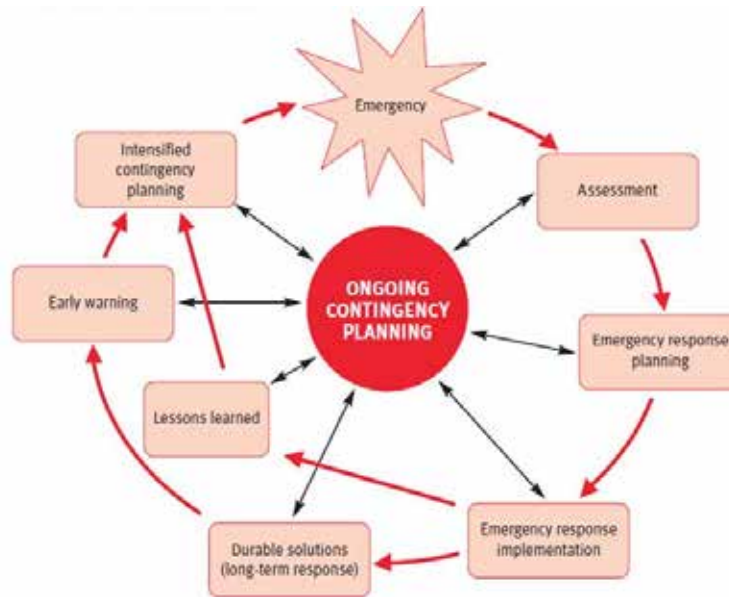 Emergency
Intensified
contingency
planning
Assessment
ONGOING
CONTINGENCY
PLANNING
Early warning
Emergency response
planning
Lessons learned
Durable solutions
(long-term response)
Emergency response
implementation